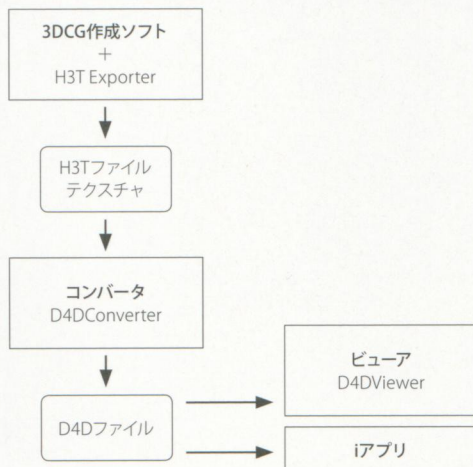 3DCG作成ソフト
+
H3T Exporter
H3Tファイル
テクスチャ
コンバータ
D4DConverter
ビューア
D4DViewer
D4Dファイル
iアプリ